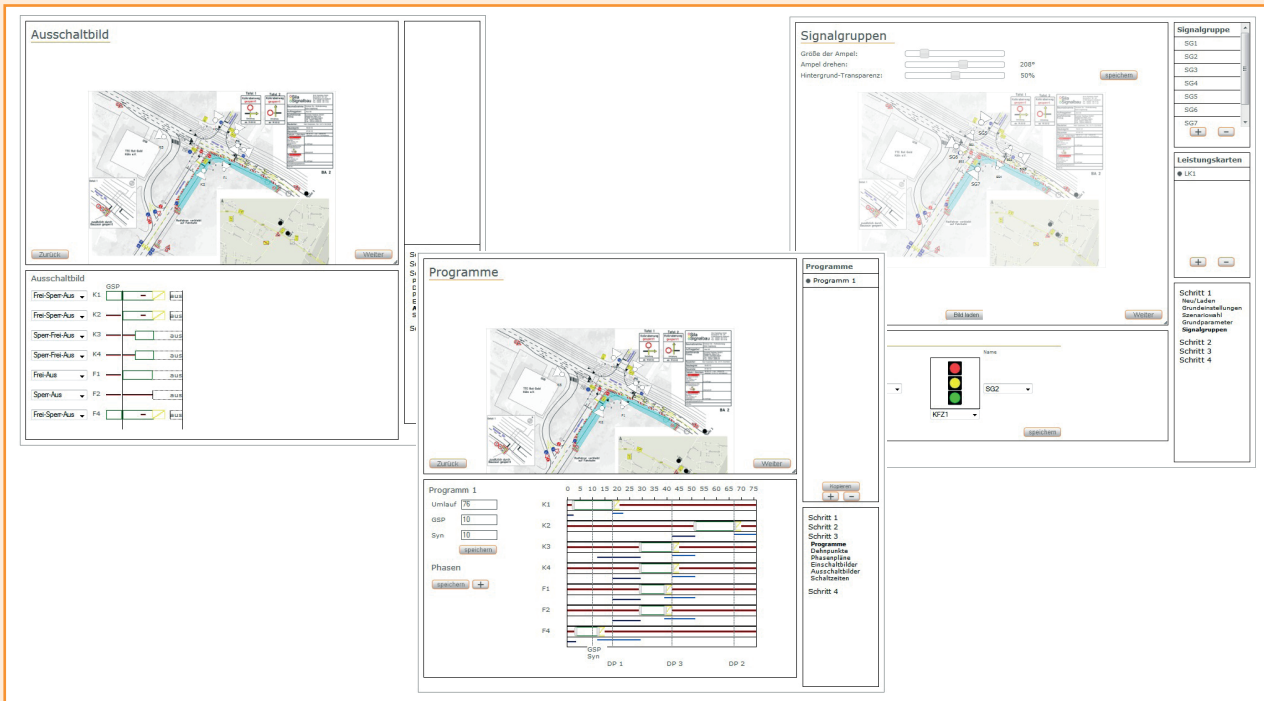 Ausschaltbild
Zurück
Weiter
Ausschaltbild
GSP
Frei-Sperr-Aus K1 aus
Frei-Sperr-Aus K2 aus
Sperr-Frei-Aus K3 aus
Sperr-Frei-Aus K4 aus
Frei-Aus F1 aus
Sperr-Aus F2 aus
Frei-Sperr-Aus F4 aus
Signalgruppen
Größe der Ampel:
Ampel drehen: 208°
Hintergrund-Transparenz: 50% speichern
SG5
SG6
SG7
BA 2
Bild laden
Weiter
Name
SG2
KFZ1
speichern
Signalgruppe
SG1
SG2
SG3
SG4
SG5
SG6
SG7
+ −
Leistungskarten
LK1
+ −
Schritt 1
Neu/Laden
Grundeinstellungen
Szenariowahl
Grundparameter
Signalgruppen
Schritt 2
Schritt 3
Schritt 4
Programme
BA 2
Zurück
Weiter
Programm 1
Umlauf 76
GSP 10
Syn 10
speichern
Phasen
speichern +
0 5 10 15 20 25 30 35 40 45 50 55 60 65 70 75
K1
K2
K3
K4
F1
F2
F4
GSP
Syn
DP 1 DP 3 DP 2
Programme
Programm 1
Kopieren
+ −
Schritt 1
Schritt 2
Schritt 3
Programme
Dehnpunkte
Phasenpläne
Einschaltbilder
Ausschaltbilder
Schaltzeiten
Schritt 4